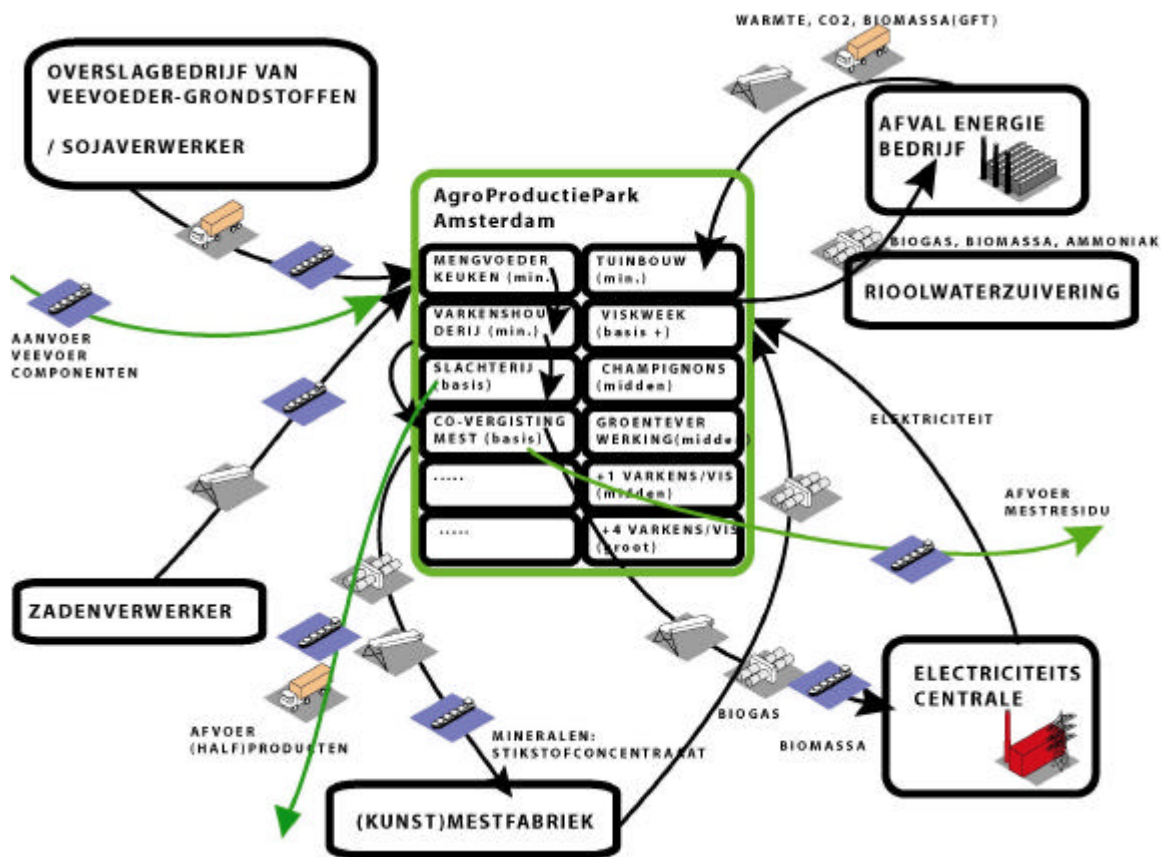 WARMTE, CO2, BIOMASSA(GFT)
OVERSLAGBEDRIJF VAN
VEEVOEDER-GRONDSTOFFEN
/ SOJAVERWERKER
AFVAL ENERGIE
BEDRIJF
BIOGAS, BIOMASSA, AMMONIAK
RIOOLWATERZUIVERING
AgroProductiePark
Amsterdam
MENGVOEDER
KEUKEN (min.
TUINBOUW
(min.)
VARKENSHOU
DERIJ (min.)
VISKWEEK
(basis +)
SLACHTERIJ
(basis)
CHAMPIGNONS
(midden)
CO-VERGISTING
MEST (basis)
GROENTEVER
WERKING(midden)
.....
+1 VARKENS/VIS
(midden)
.....
+4 VARKENS/VIS
(groot)
AANVOER
VEEVOER
COMPONENTEN
ELEKTRICITEIT
AFVOER
MESTRESIDU
ZADENVERWERKER
ELECTRICITEITS
CENTRALE
BIOGAS
BIOMASSA
AFVOER
(HALF)PRODUCTEN
MINERALEN:
STIKSTOFCONCENTRAAT
(KUNST)MESTFABRIEK